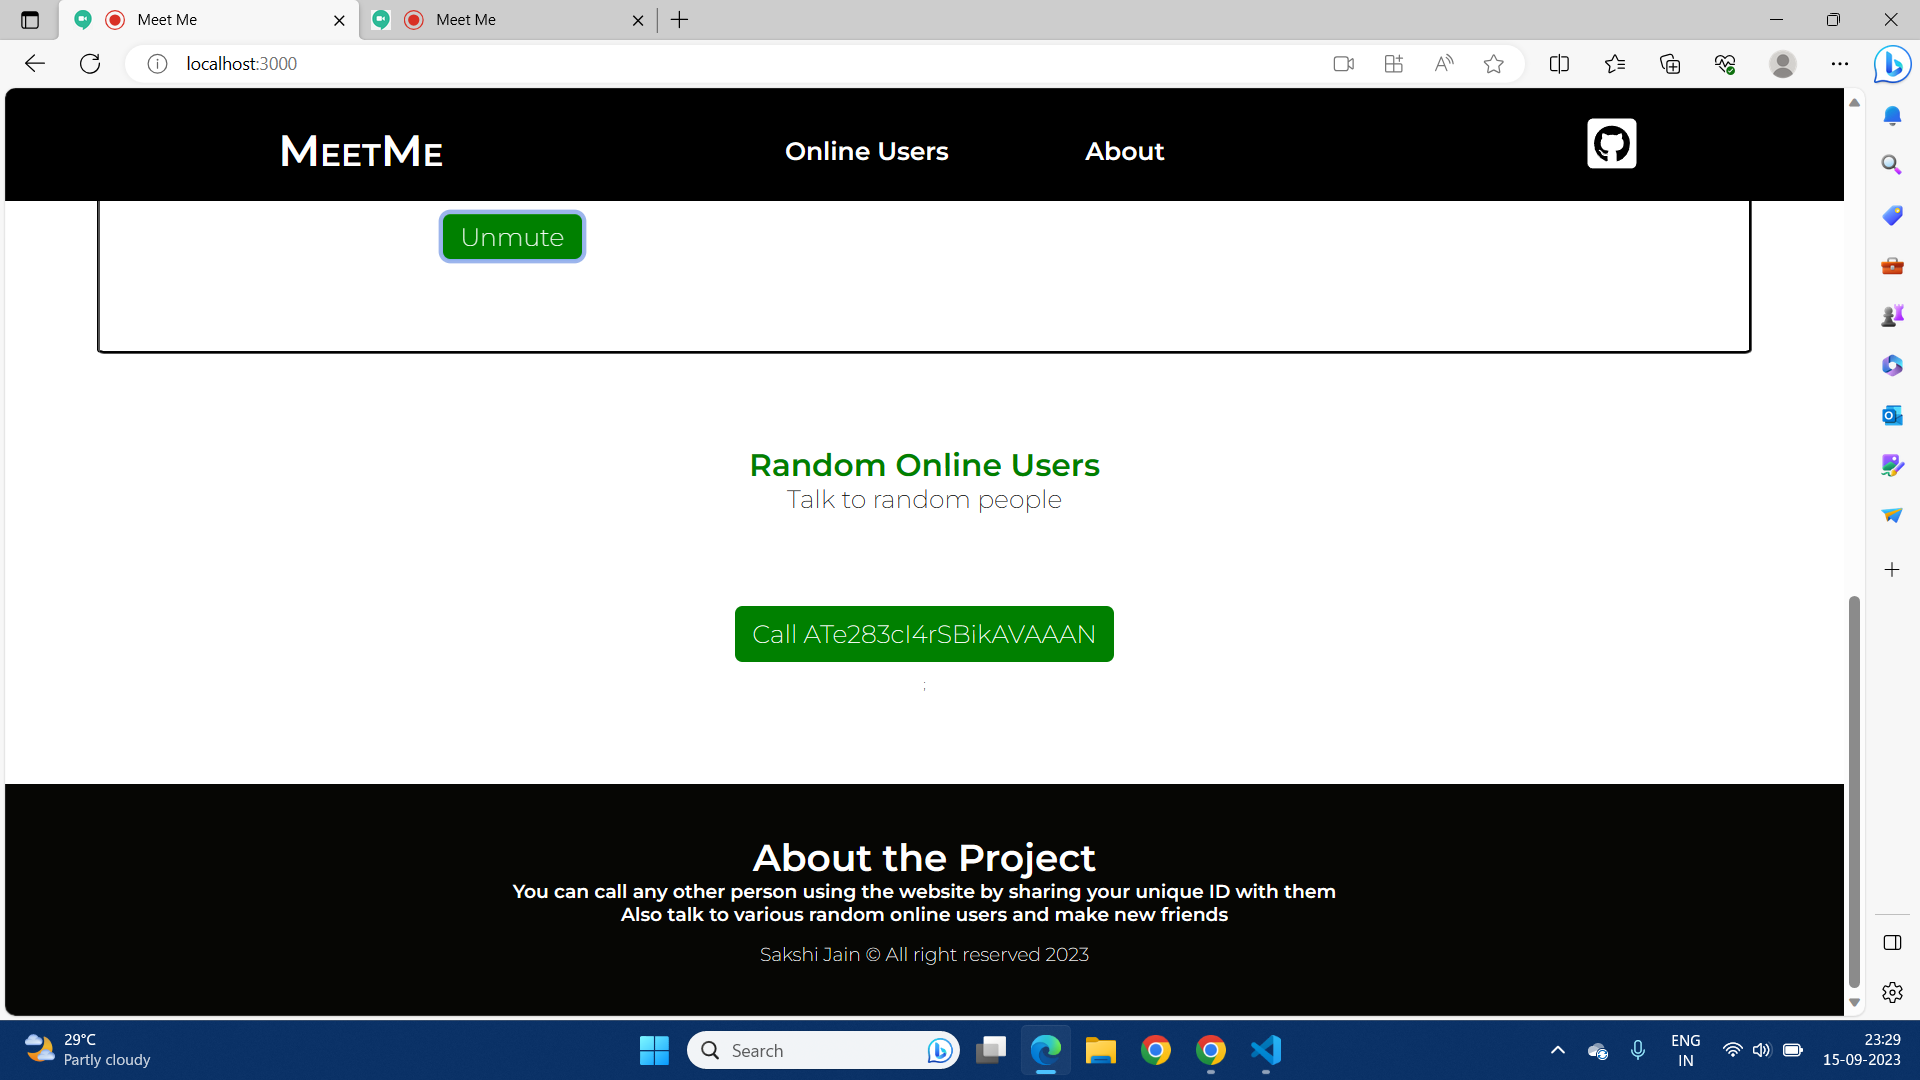 Meet Me
Meet Me
localhost:3000
MEETME
Online Users
About
Unmute
Random Online Users
Talk to random people
Call ATe283cI4rSBikAVAAAN
;
About the Project
You can call any other person using the website by sharing your unique ID with them
Also talk to various random online users and make new friends
Sakshi Jain © All right reserved 2023
29°C
Partly cloudy
Search
ENG
IN
23:29
15-09-2023